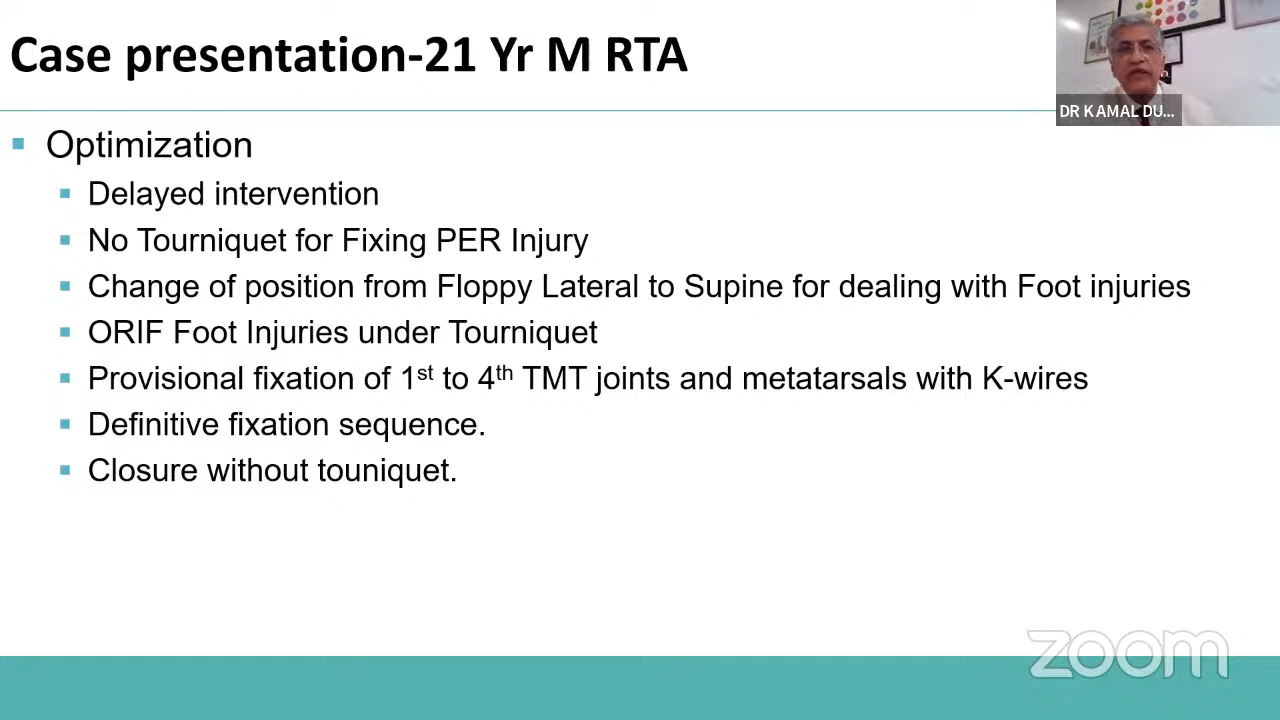 Case presentation-21 Yr M RTA
DR KAMAL DU...
Optimization
Delayed intervention
No Tourniquet for Fixing PER Injury
Change of position from Floppy Lateral to Supine for dealing with Foot injuries
ORIF Foot Injuries under Tourniquet
Provisional fixation of 1st to 4th TMT joints and metatarsals with K-wires
Definitive fixation sequence.
Closure without touniquet.
zoom